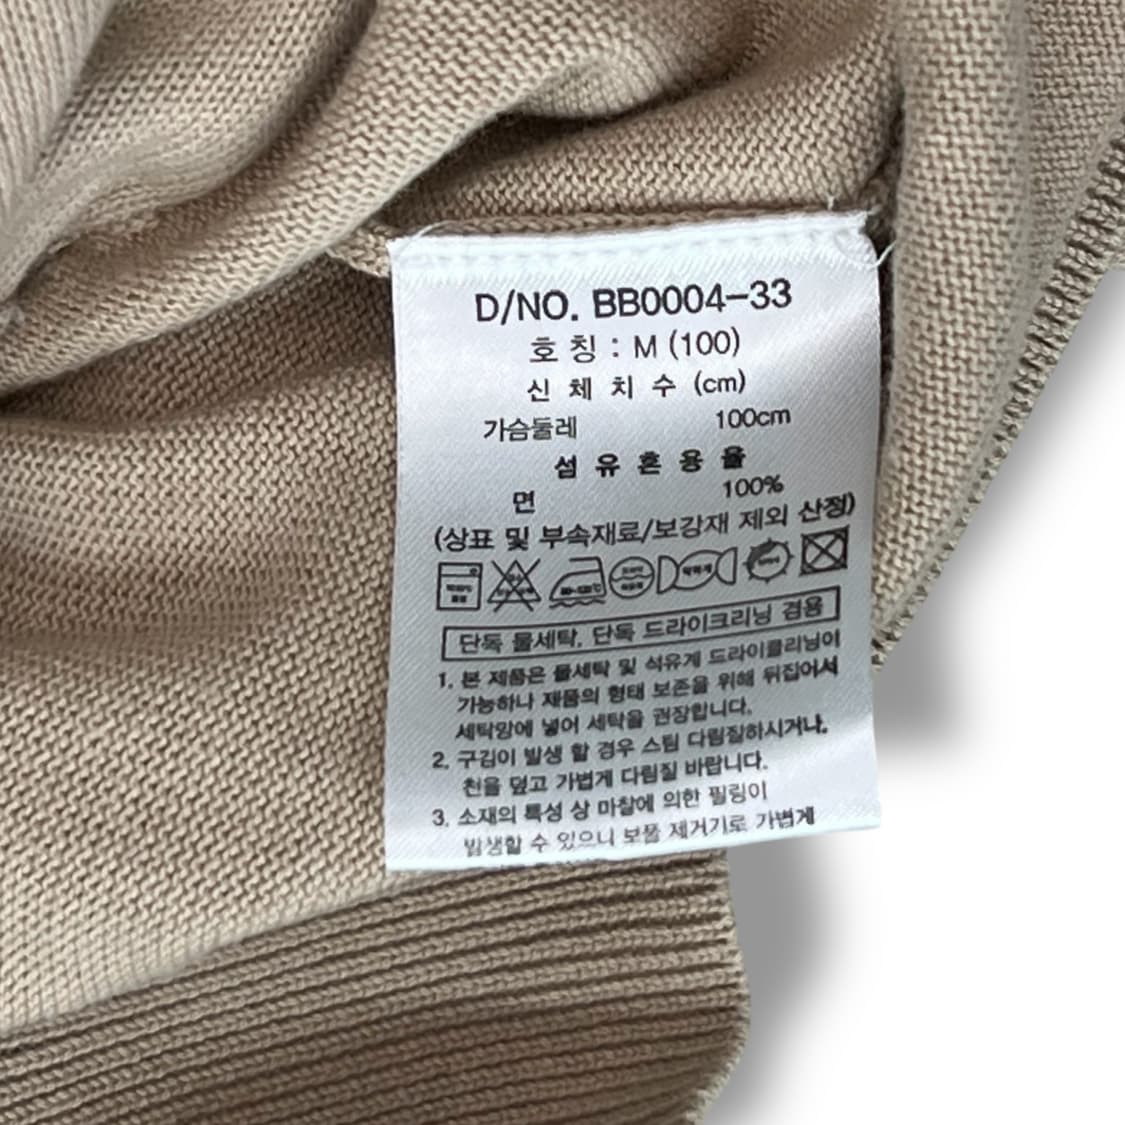 D/NO. BB0004-33
호 칭 : M (100)
신 체 치 수 (cm)
가슴둘레 100cm
섬 유 혼 용 율
면 100%
(상표 및 부속재료/보강재 제외 산정)
단독 물세탁, 단독 드라이크리닝 겸용
1. 본 제품은 물세탁 및 석유계 드라이클리닝이
가능하나 제품의 형태 보존을 위해 뒤집어서
세탁망에 넣어 세탁을 권장합니다.
2. 구김이 발생 할 경우 스팀 다림질하시거나,
천을 덮고 가볍게 다림질 바랍니다.
3. 소재의 특성 상 마찰에 의한 필링이
발생할 수 있으니 보풀 제거기로 가볍게